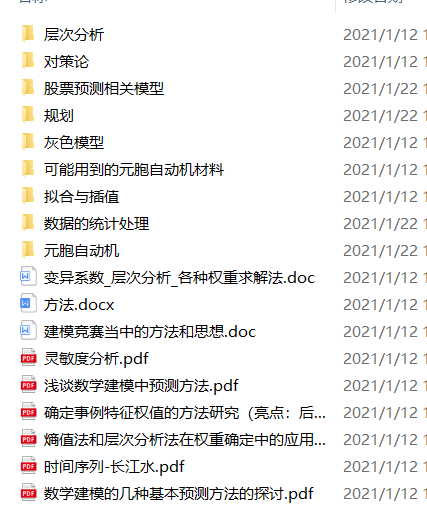 层次分析 2021/1/12 1
对策论 2021/1/12 1
股票预测相关模型 2021/1/22 1
规划 2021/1/22 1
灰色模型 2021/1/12 1
可能用到的元胞自动机材料 2021/1/12 1
拟合与插值 2021/1/12 1
数据的统计处理 2021/1/22 1
元胞自动机 2021/1/22 1
变异系数_层次分析_各种权重求解法.doc 2021/1/12 1
方法.docx 2021/1/12 1
建模竞赛当中的方法和思想.doc 2021/1/12 1
灵敏度分析.pdf 2021/1/12 1
浅谈数学建模中预测方法.pdf 2021/1/12 1
确定事例特征权值的方法研究（亮点：后... 2021/1/12 1
熵值法和层次分析法在权重确定中的应用... 2021/1/12 1
时间序列-长江水.pdf 2021/1/12 1
数学建模的几种基本预测方法的探讨.pdf 2021/1/12 1